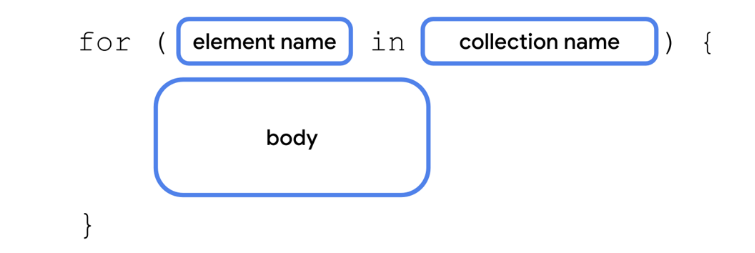 for ( element name in collection name ) {
body
}